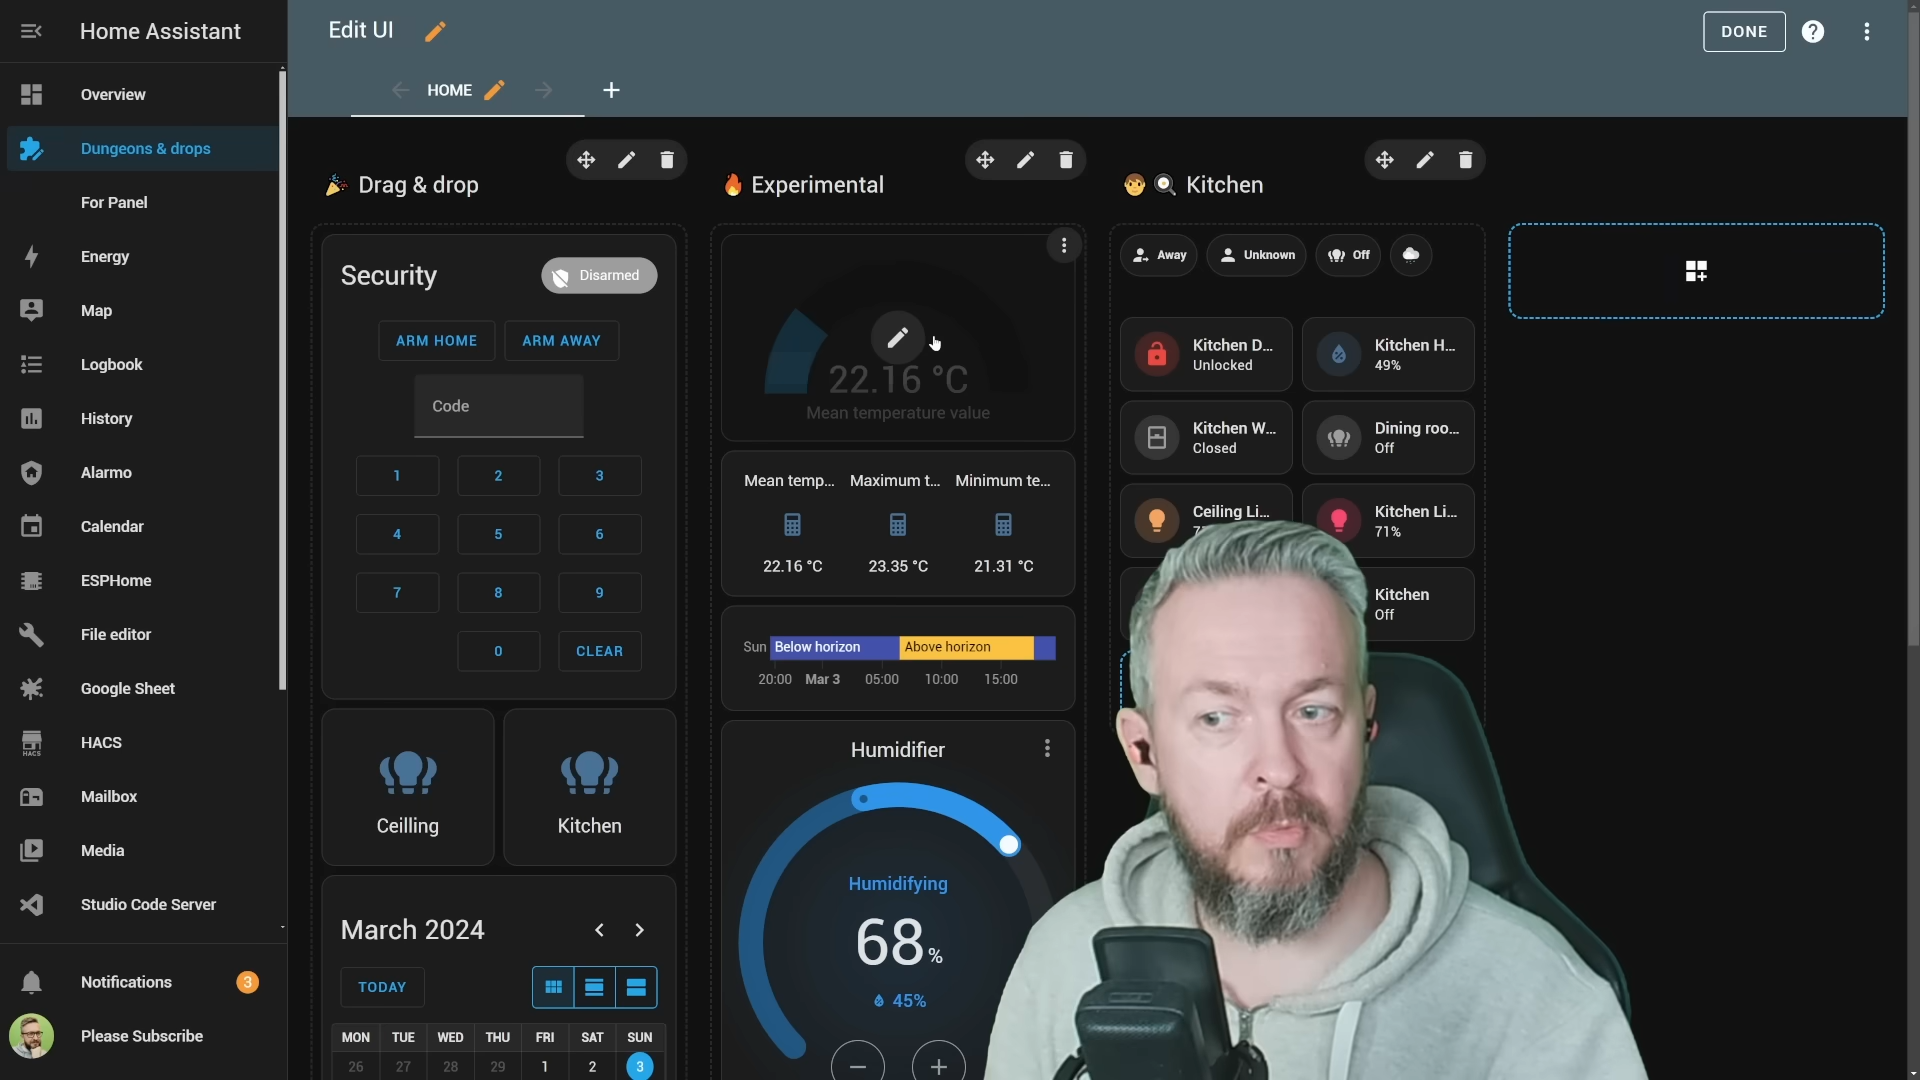 Home Assistant
Overview
Dungeons & drops
For Panel
Energy
Map
Logbook
History
Alarmo
Calendar
ESPHome
File editor
Google Sheet
HACS
HACS
Mailbox
Media
Studio Code Server
Notifications
3
Please Subscribe
Edit UI
DONE
HOME
Drag & drop
Security
Disarmed
ARM HOME
ARM AWAY
Code
1
2
3
4
5
6
7
8
9
0
CLEAR
Ceilling
Kitchen
March 2024
TODAY
MON TUE WED THU FRI SAT SUN
26 27 28 29 1 2 3
Experimental
22.16 °C
Mean temperature value
Mean temp... Maximum t... Minimum te...
22.16 °C 23.35 °C 21.31 °C
Sun Below horizon Above horizon
20:00 Mar 3 05:00 10:00 15:00
Humidifier
Humidifying
68 %
45%
Kitchen
Away
Unknown
Off
Kitchen D...
Unlocked
Kitchen H...
49%
Kitchen W...
Closed
Dining roo...
Off
Ceiling Li...
Kitchen Li...
71%
Kitchen
Off